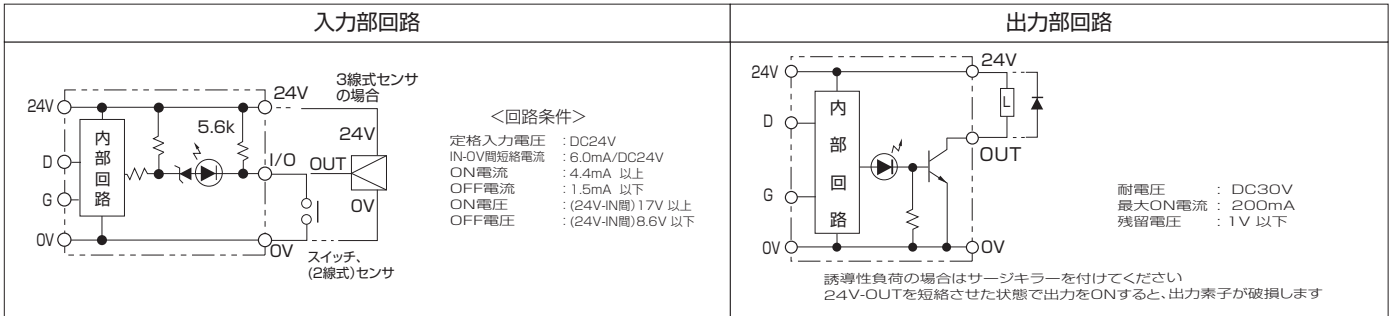 入力部回路
3線式センサ
の場合
24V
24V
24V
5.6k
内部回路
D
I/O
OUT
G
0V
0V
0V
スイッチ、
(2線式)センサ
<回路条件>
定格入力電圧 : DC24V
IN-0V間短絡電流 : 6.0mA/DC24V
ON電流 : 4.4mA 以上
OFF電流 : 1.5mA 以下
ON電圧 : (24V-IN間)17V 以上
OFF電圧 : (24V-IN間)8.6V 以下
出力部回路
24V
24V
内部回路
L
D
OUT
G
0V
0V
耐電圧 : DC30V
最大ON電流 : 200mA
残留電圧 : 1V 以下
誘導性負荷の場合はサージキラーを付けてください
24V-OUTを短絡させた状態で出力をONすると、出力素子が破損します